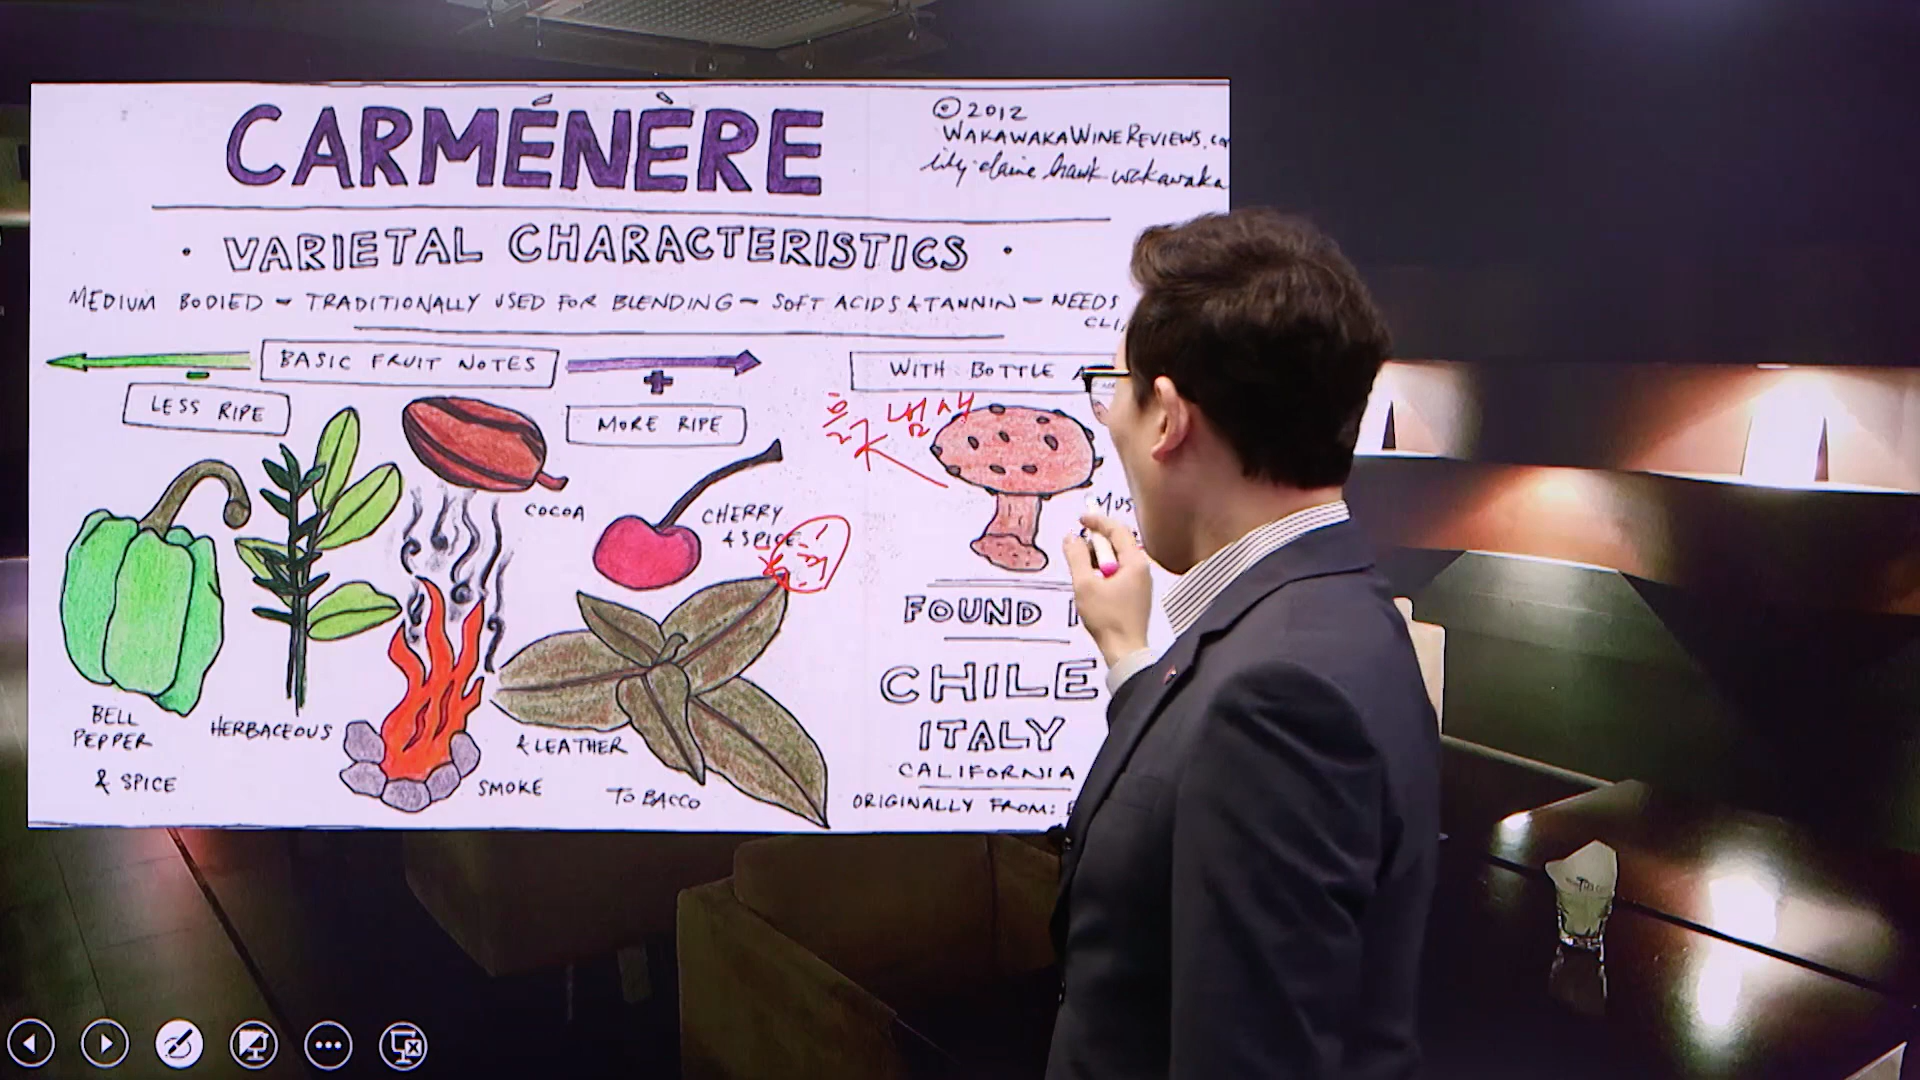 CARMÉNÈRE
©2012
WAKAWAKAWINEREVIEWS.CO
· VARIETAL CHARACTERISTICS ·
MEDIUM BODIED - TRADITIONALLY USED FOR BLENDING - SOFT ACIDS & TANNIN - NEEDS
BASIC FRUIT NOTES
- LESS RIPE
+ MORE RIPE
WITH BOTTLE A
흙 냄새
COCOA
CHERRY
& SPICE
MUS
BELL
PEPPER
& SPICE
HERBACEOUS
SMOKE
& LEATHER
TOBACCO
FOUND
CHILE
ITALY
CALIFORNIA
ORIGINALLY FROM: